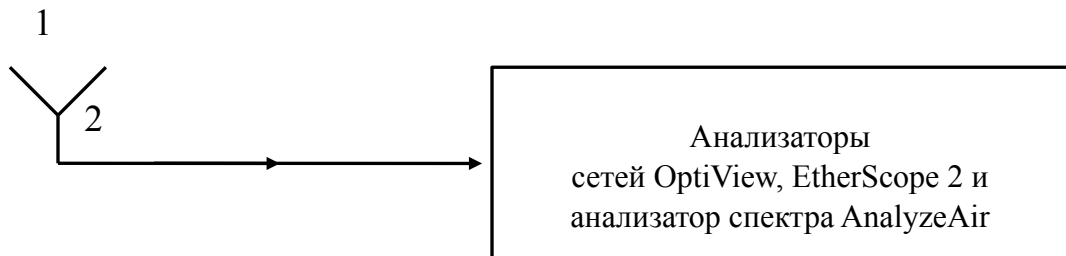 1
2
Анализаторы
сетей OptiView, EtherScope 2 и
анализатор спектра AnalyzeAir